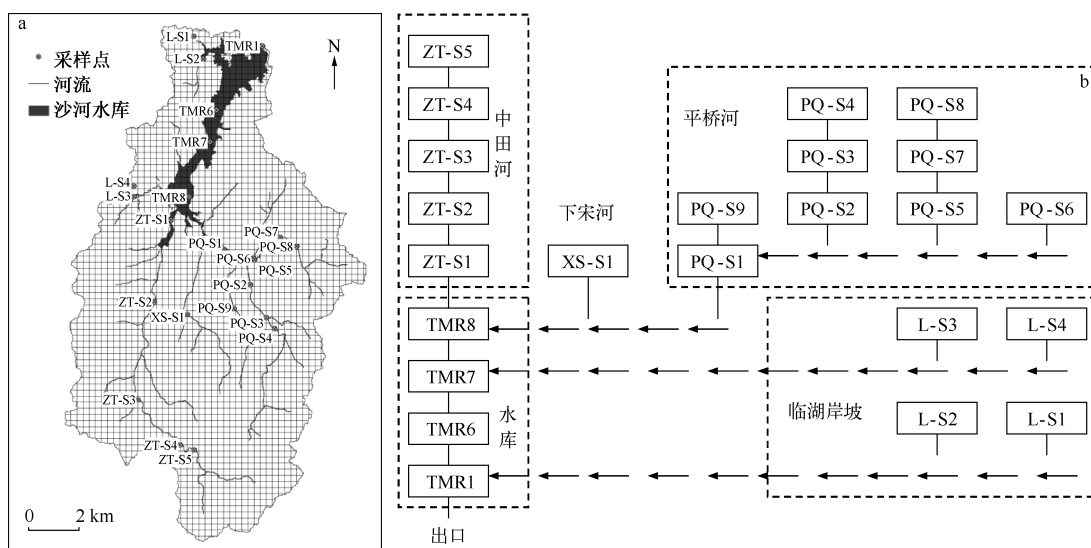 a
L-S1
TMR1
L-S2
N
采样点
河流
沙河水库
TMR6
TMR7
L-S4
L-S3
TMR8
ZT-S1
PQ-S7
PQ-S1
PQ-S8
PQ-S6
PQ-S5
PQ-S2
ZT-S2
PQ-S9
XS-S1
PQ-S3
PQ-S4
ZT-S3
ZT-S4
ZT-S5
0 2 km
b
ZT-S5
ZT-S4
ZT-S3
ZT-S2
ZT-S1
中田河
下宋河
XS-S1
平桥河
PQ-S4 PQ-S8
PQ-S3 PQ-S7
PQ-S9 PQ-S2 PQ-S5 PQ-S6
PQ-S1
TMR8
TMR7
TMR6
TMR1
水库
出口
L-S3 L-S4
临湖岸坡
L-S2 L-S1